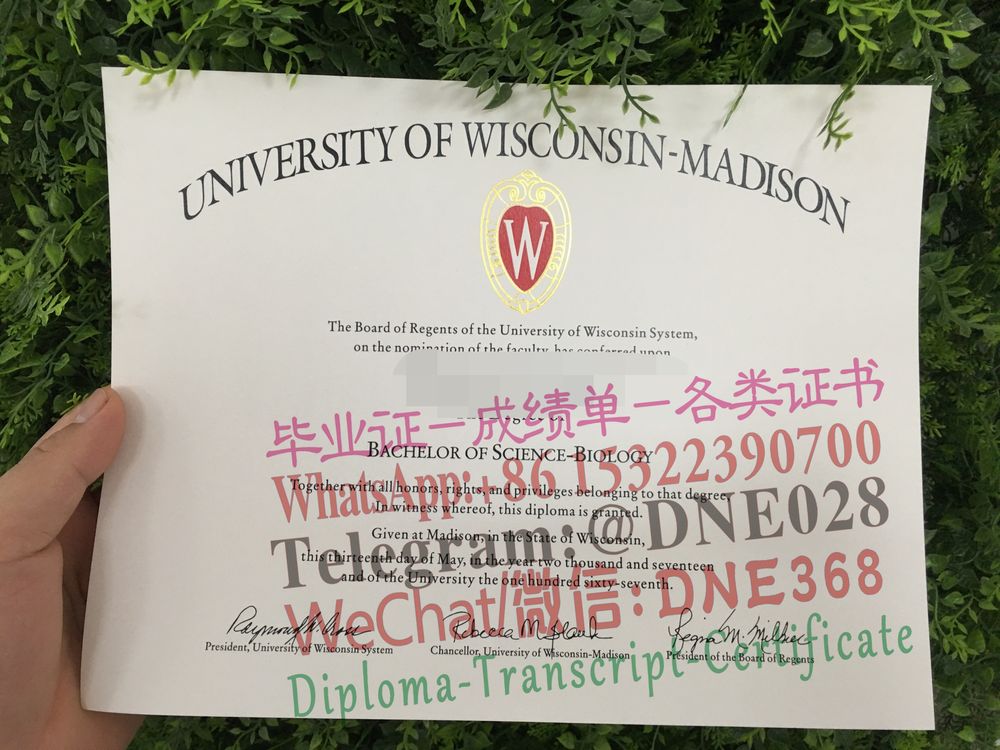 UNIVERSITY OF WISCONSIN-MADISON
W
The Board of Regents of the University of Wisconsin System,
on the nomination of the faculty, has conferred upon
毕业证—成绩单—各类证书
BACHELOR OF SCIENCE-BIOLOGY
WhatsApp:+86 15322390700
Together with all honors, rights, and privileges belonging to that degree.
In witness whereof, this diploma is granted.
Telegram:@DNE028
Given at Madison, in the State of Wisconsin,
this thirteenth day of May, in the year two thousand and seventeen
and of the University the one hundred sixty-seventh.
WeChat/微信:DNE368
President, University of Wisconsin System
Chancellor, University of Wisconsin-Madison
President of the Board of Regents
Diploma-Transcript-Certificate